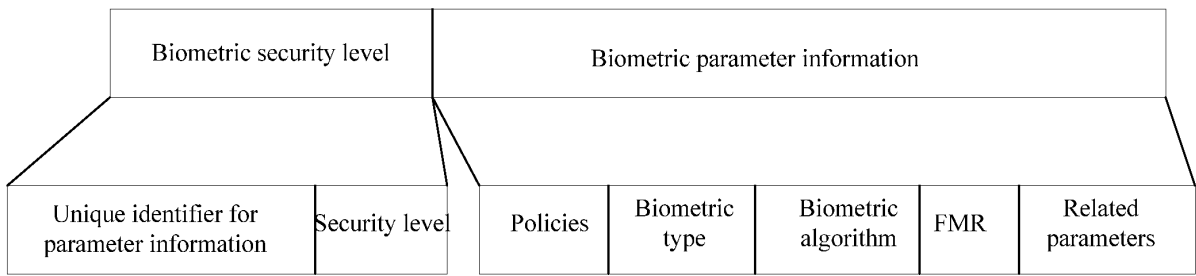 Biometric security level
Biometric parameter information
Unique identifier for
parameter information
Security level
Policies
Biometric
type
Biometric
algorithm
FMR
Related
parameters